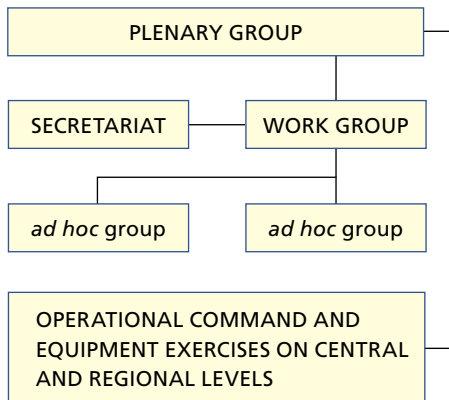 PLENARY GROUP
SECRETARIAT
WORK GROUP
ad hoc group
ad hoc group
OPERATIONAL COMMAND AND
EQUIPMENT EXERCISES ON CENTRAL
AND REGIONAL LEVELS